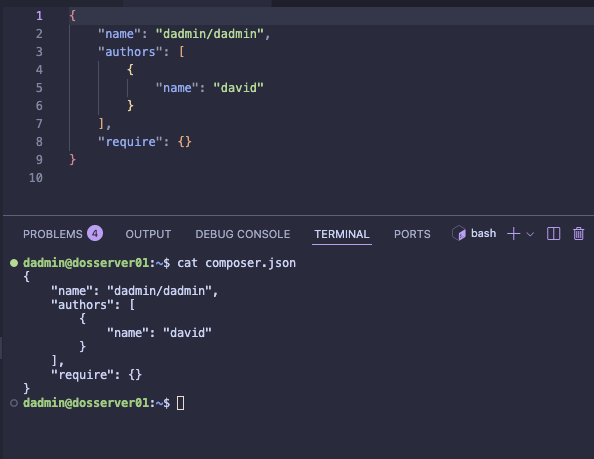 1 {
2     "name": "dadmin/dadmin",
3     "authors": [
4         {
5             "name": "david"
6         }
7     ],
8     "require": {}
9 }
10
PROBLEMS 4 OUTPUT DEBUG CONSOLE TERMINAL PORTS bash
dadmin@dosserver01:~$ cat composer.json
{
    "name": "dadmin/dadmin",
    "authors": [
        {
            "name": "david"
        }
    ],
    "require": {}
}
dadmin@dosserver01:~$